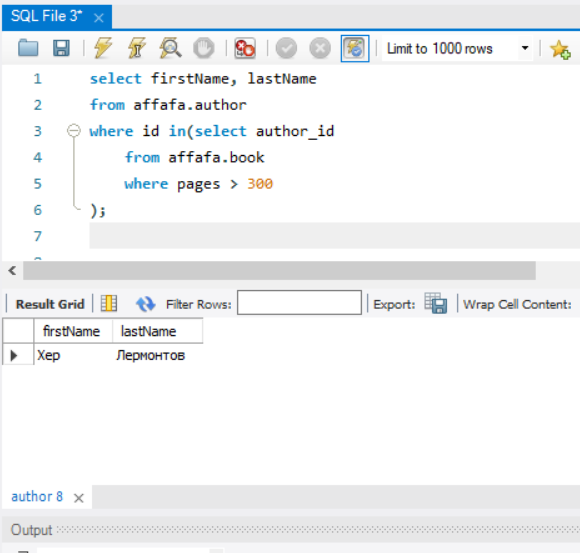 SQL File 3*
Limit to 1000 rows
1 select firstName, lastName
2 from affafa.author
3 where id in(select author_id
4 from affafa.book
5 where pages > 300
6 );
7
Result Grid Filter Rows: Export: Wrap Cell Content:
firstName lastName
Хер Лермонтов
author 8
Output